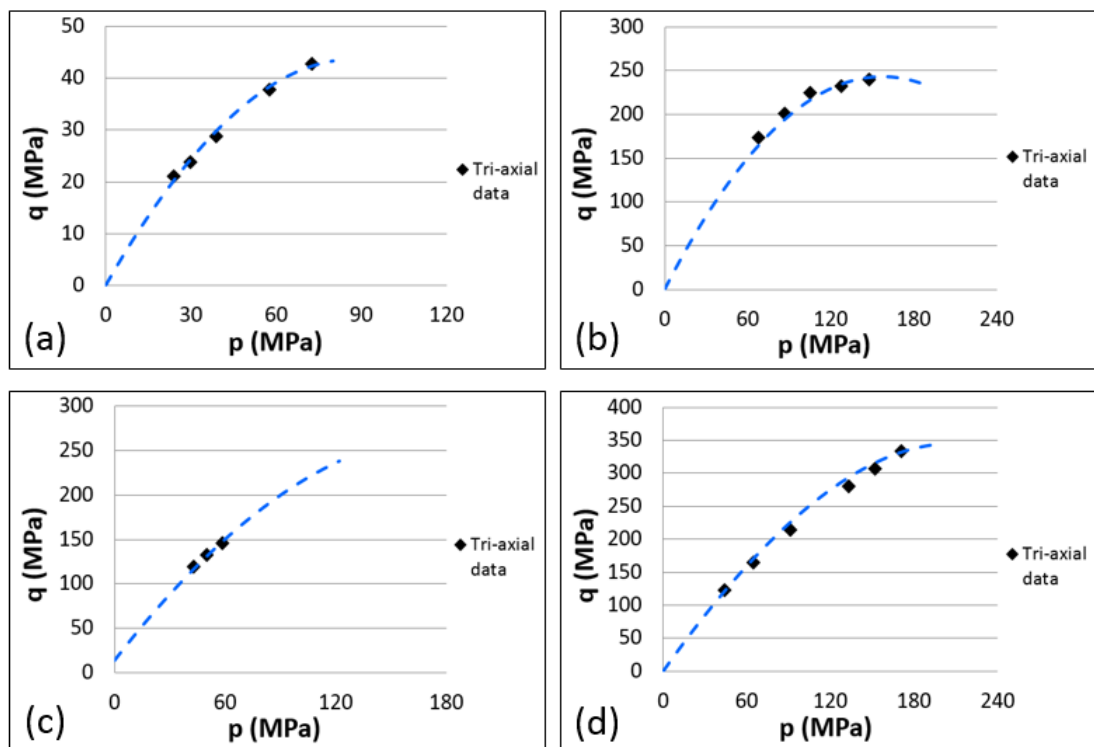 50
40
30
20
10
0
q (MPa)
0 30 60 90 120
p (MPa)
Tri-axial
data
(a)
300
250
200
150
100
50
0
q (MPa)
0 60 120 180 240
p (MPa)
Tri-axial
data
(b)
300
250
200
150
100
50
0
q (MPa)
0 60 120 180
p (MPa)
Tri-axial
data
(c)
400
350
300
250
200
150
100
50
0
q (MPa)
0 60 120 180 240
p (MPa)
Tri-axial
data
(d)